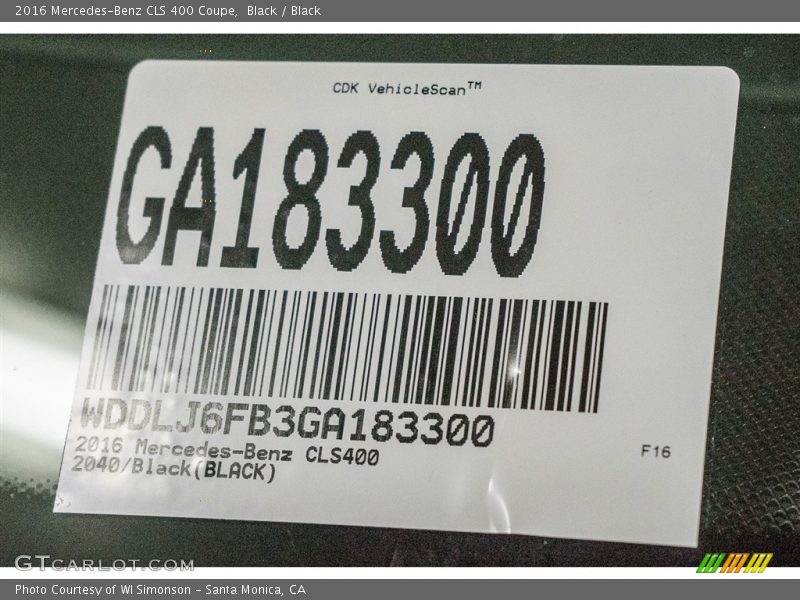 2016 Mercedes-Benz CLS 400 Coupe, Black / Black
CDK VehicleScan™
GA183300
WDDLJ6FB3GA183300
2016 Mercedes-Benz CLS400
2040/Black(BLACK)
F16
GTCARLOT.COM
Photo Courtesy of WI Simonson - Santa Monica, CA